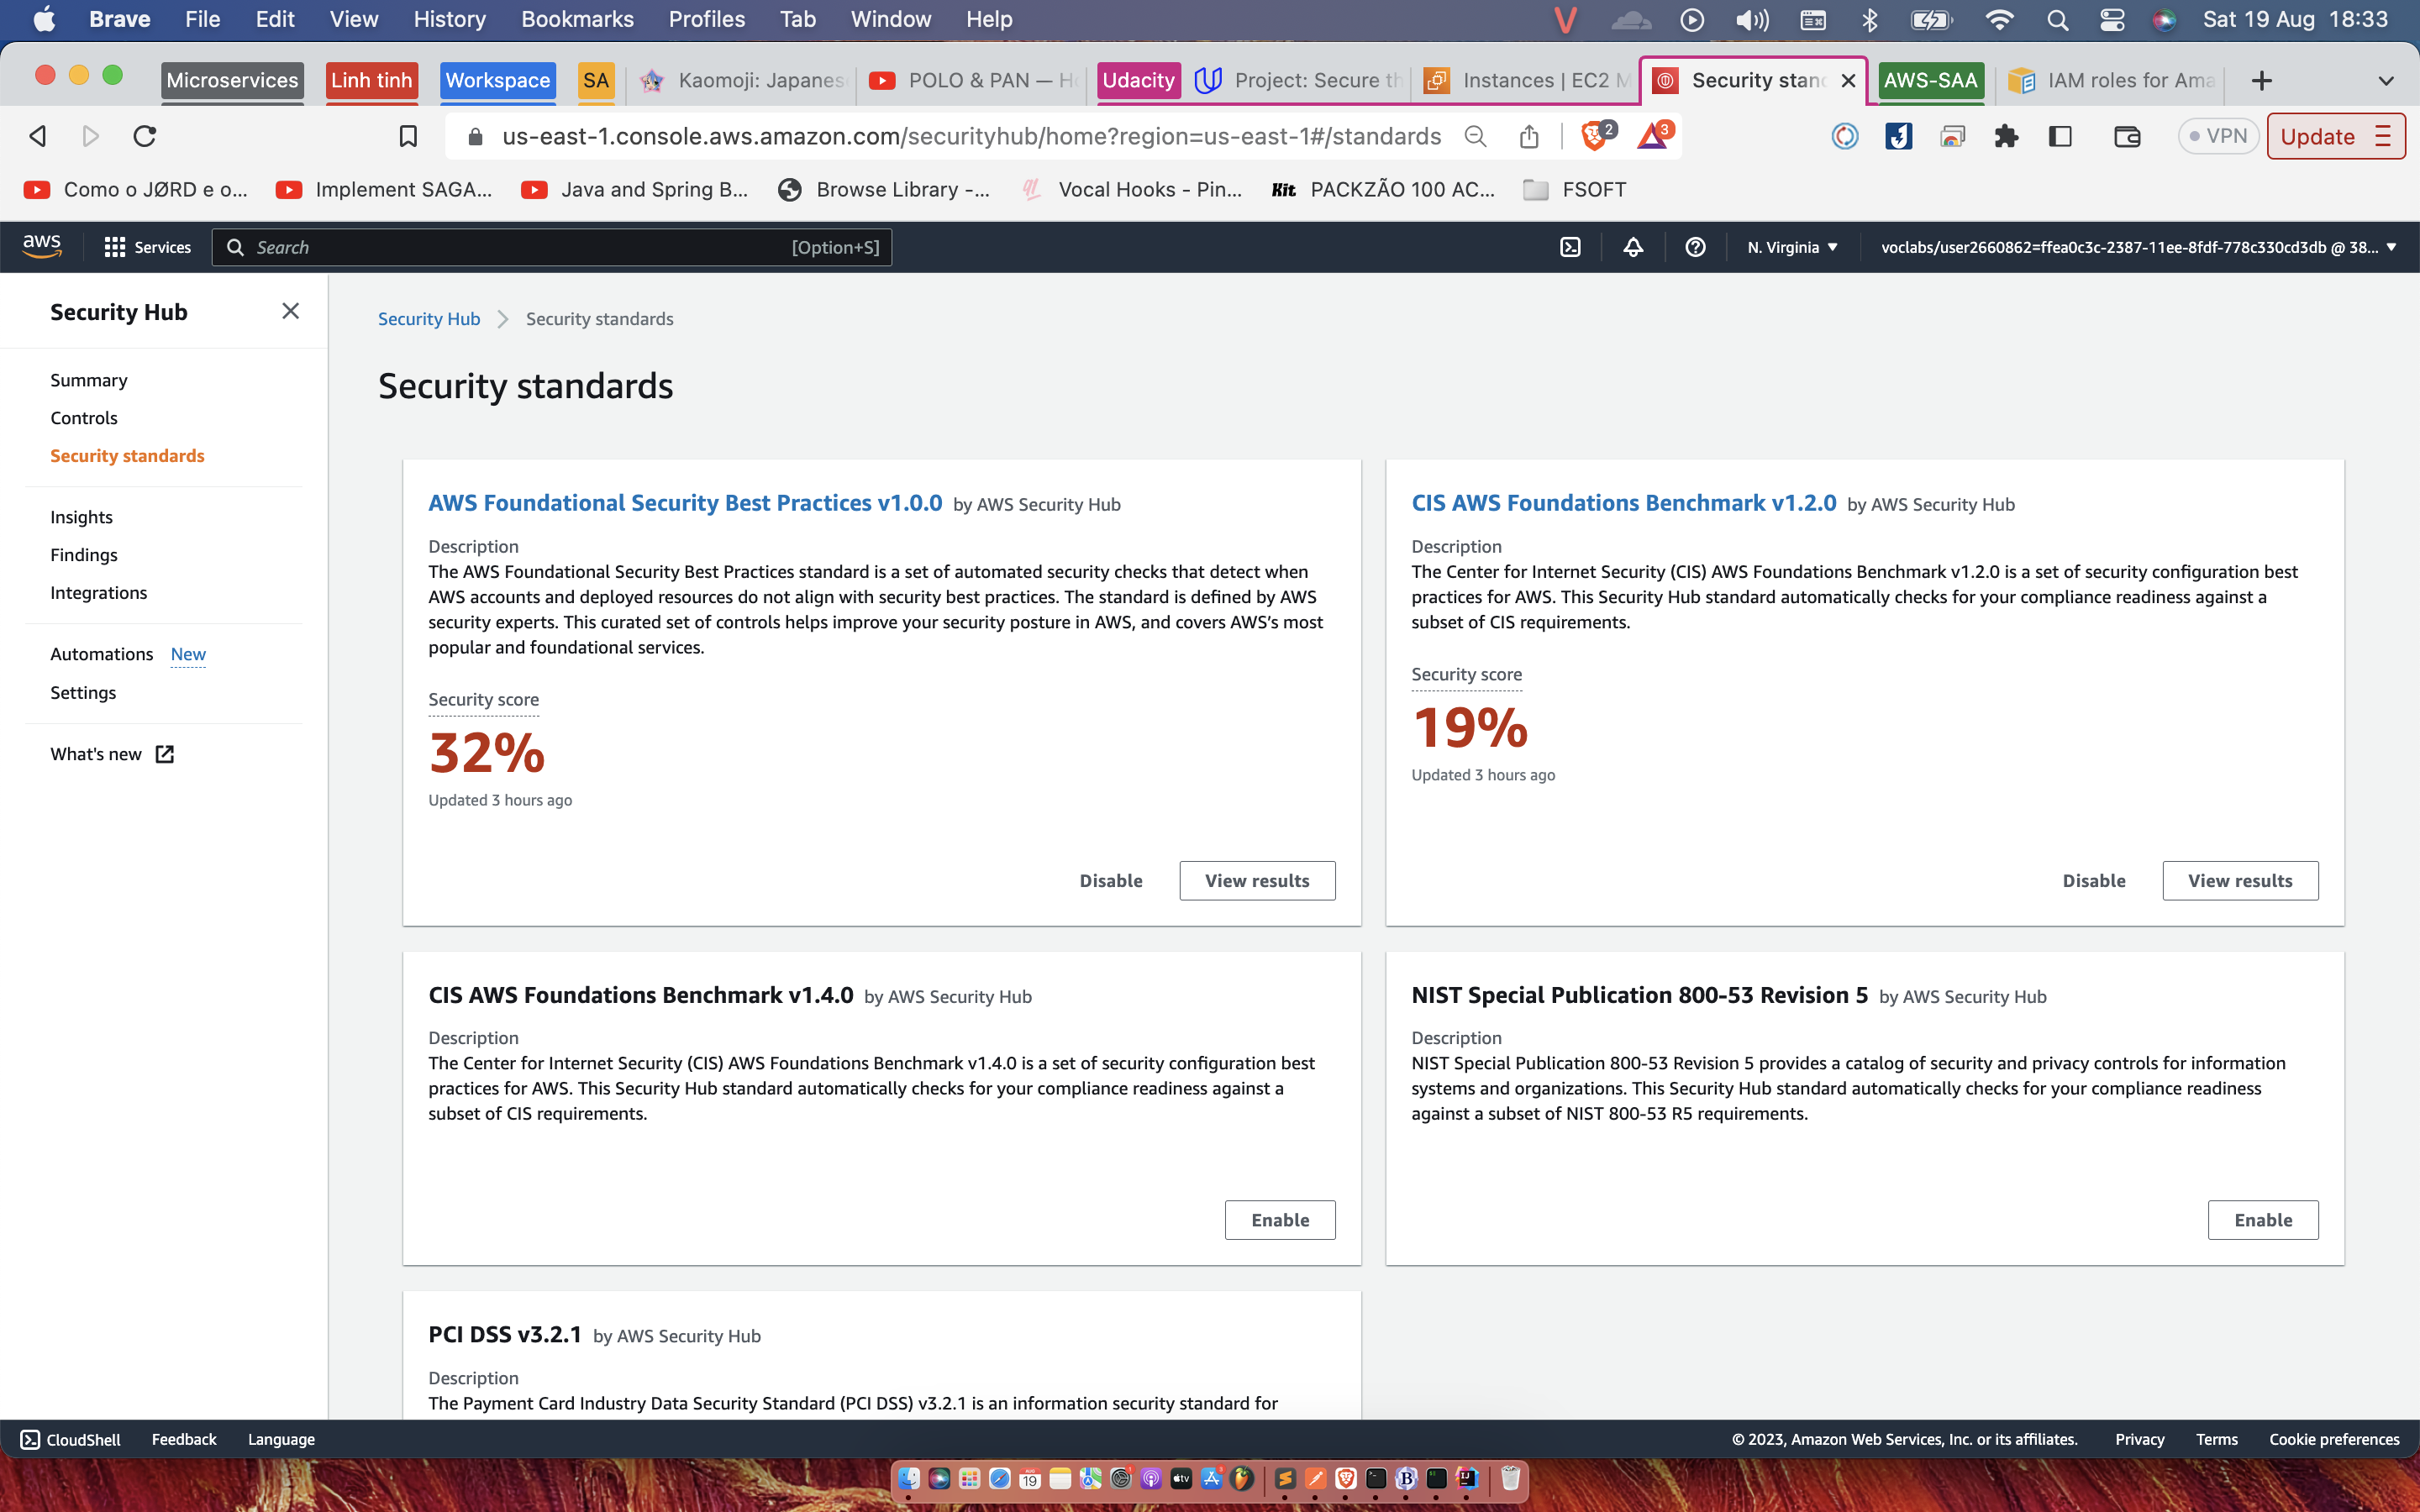 Brave File Edit View History Bookmarks Profiles Tab Window Help Sat 19 Aug 18:33
Microservices Linh tinh Workspace SA Kaomoji: Japanes POLO & PAN — H Udacity Project: Secure th Instances | EC2 M Security stan AWS-SAA IAM roles for Ama
us-east-1.console.aws.amazon.com/securityhub/home?region=us-east-1#/standards 2 3 VPN Update
Como o JØRD e o... Implement SAGA... Java and Spring B... Browse Library -... Vocal Hooks - Pin... Kit PACKZÃO 100 AC... FSOFT
aws Services Search [Option+S] N. Virginia voclabs/user2660862=ffea0c3c-2387-11ee-8fdf-778c330cd3db @ 38...
Security Hub
Summary
Controls
Security standards
Insights
Findings
Integrations
Automations New
Settings
What's new
Security Hub Security standards
Security standards
AWS Foundational Security Best Practices v1.0.0 by AWS Security Hub
Description
The AWS Foundational Security Best Practices standard is a set of automated security checks that detect when
AWS accounts and deployed resources do not align with security best practices. The standard is defined by AWS
security experts. This curated set of controls helps improve your security posture in AWS, and covers AWS's most
popular and foundational services.
Security score
32%
Updated 3 hours ago
Disable View results
CIS AWS Foundations Benchmark v1.2.0 by AWS Security Hub
Description
The Center for Internet Security (CIS) AWS Foundations Benchmark v1.2.0 is a set of security configuration best
practices for AWS. This Security Hub standard automatically checks for your compliance readiness against a
subset of CIS requirements.
Security score
19%
Updated 3 hours ago
Disable View results
CIS AWS Foundations Benchmark v1.4.0 by AWS Security Hub
Description
The Center for Internet Security (CIS) AWS Foundations Benchmark v1.4.0 is a set of security configuration best
practices for AWS. This Security Hub standard automatically checks for your compliance readiness against a
subset of CIS requirements.
Enable
NIST Special Publication 800-53 Revision 5 by AWS Security Hub
Description
NIST Special Publication 800-53 Revision 5 provides a catalog of security and privacy controls for information
systems and organizations. This Security Hub standard automatically checks for your compliance readiness
against a subset of NIST 800-53 R5 requirements.
Enable
PCI DSS v3.2.1 by AWS Security Hub
Description
The Payment Card Industry Data Security Standard (PCI DSS) v3.2.1 is an information security standard for
CloudShell Feedback Language © 2023, Amazon Web Services, Inc. or its affiliates. Privacy Terms Cookie preferences
19 tv